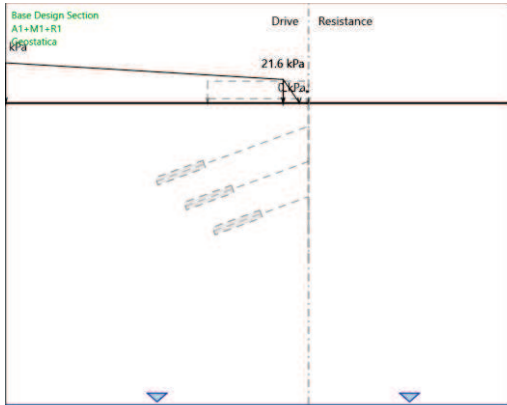 Base Design Section
A1+M1+R1
Geostatica
kPa
Drive
Resistance
21.6 kPa
0 kPa